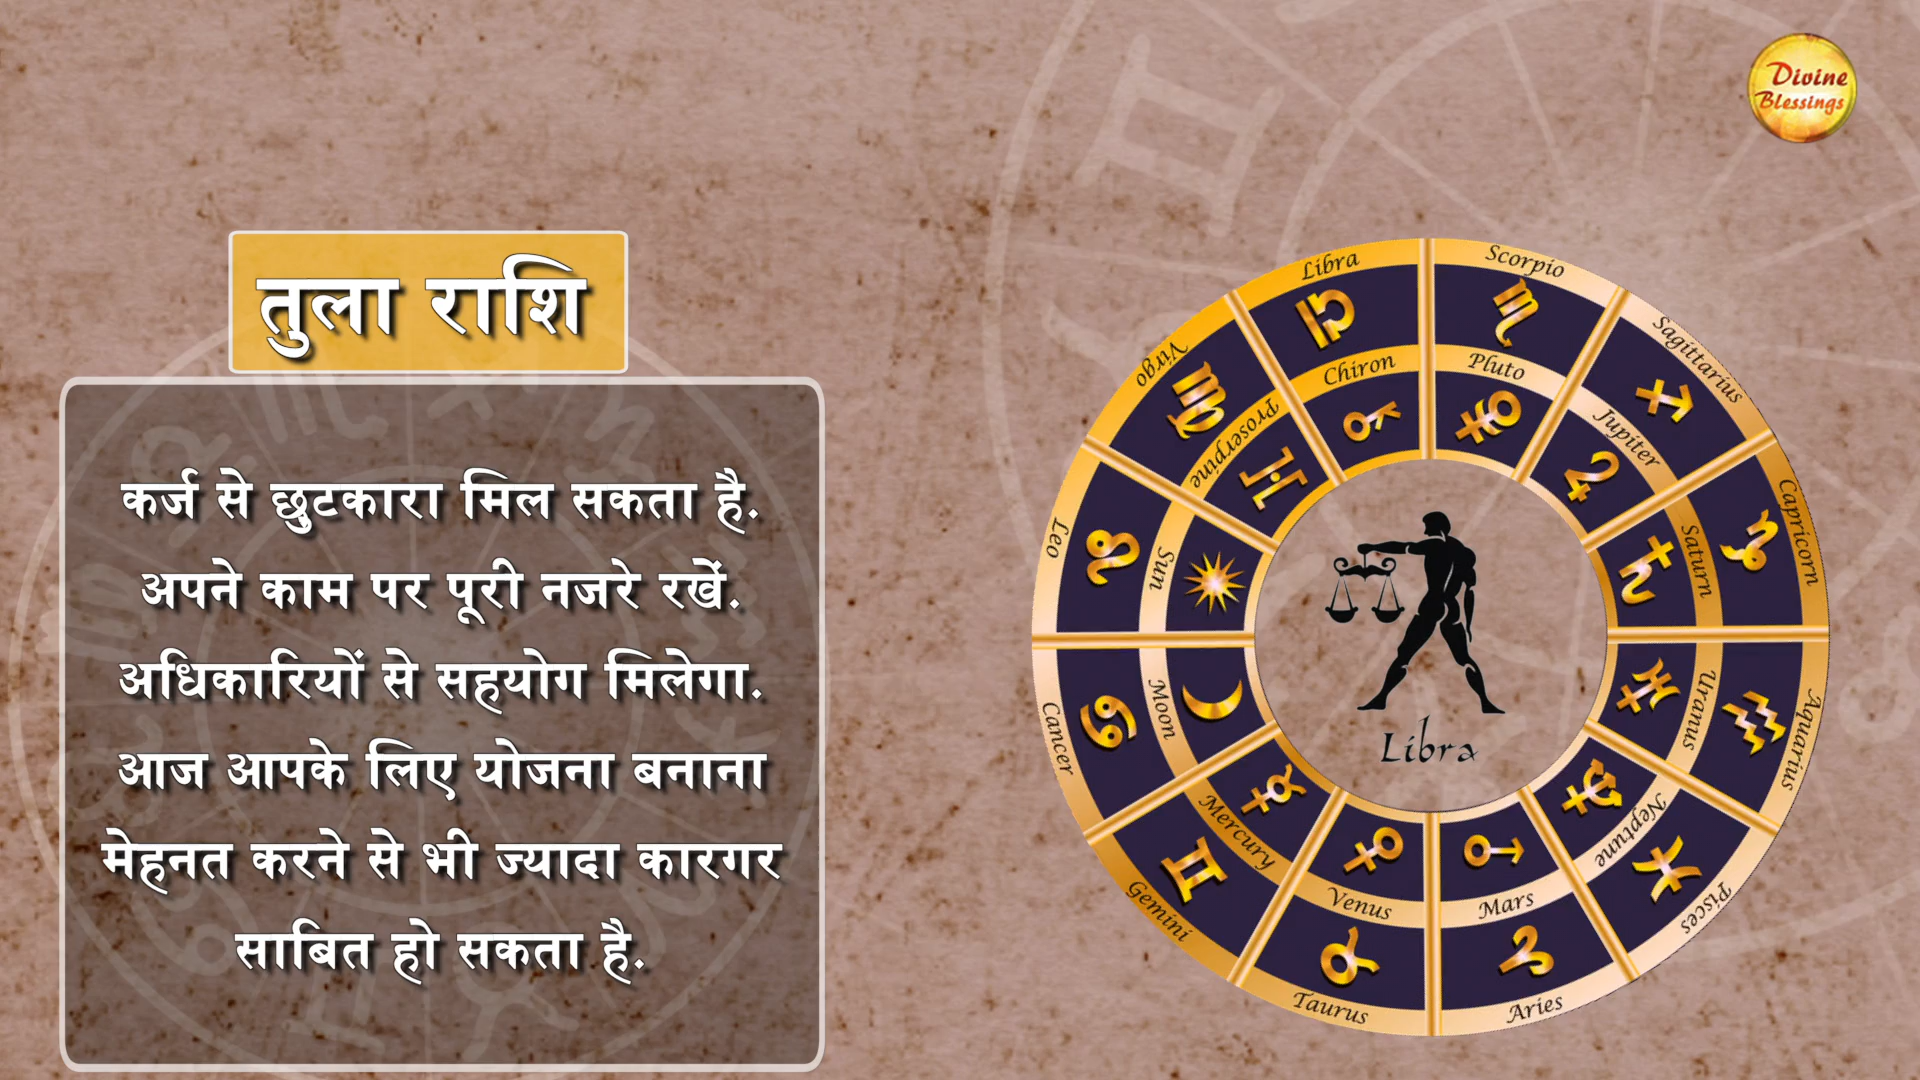 Divine
Blessings
तुला राशि
कर्ज से छुटकारा मिल सकता है.
अपने काम पर पूरी नजरे रखें.
अधिकारियों से सहयोग मिलेगा.
आज आपके लिए योजना बनाना
मेहनत करने से भी ज्यादा कारगर
साबित हो सकता है.
Libra
Scorpio
Sagittarius
Capricorn
Aquarius
Pisces
Aries
Taurus
Gemini
Cancer
Leo
Virgo
Chiron
Pluto
Jupiter
Saturn
Uranus
Neptune
Mars
Venus
Mercury
Moon
Sun
Proserpine
Libra